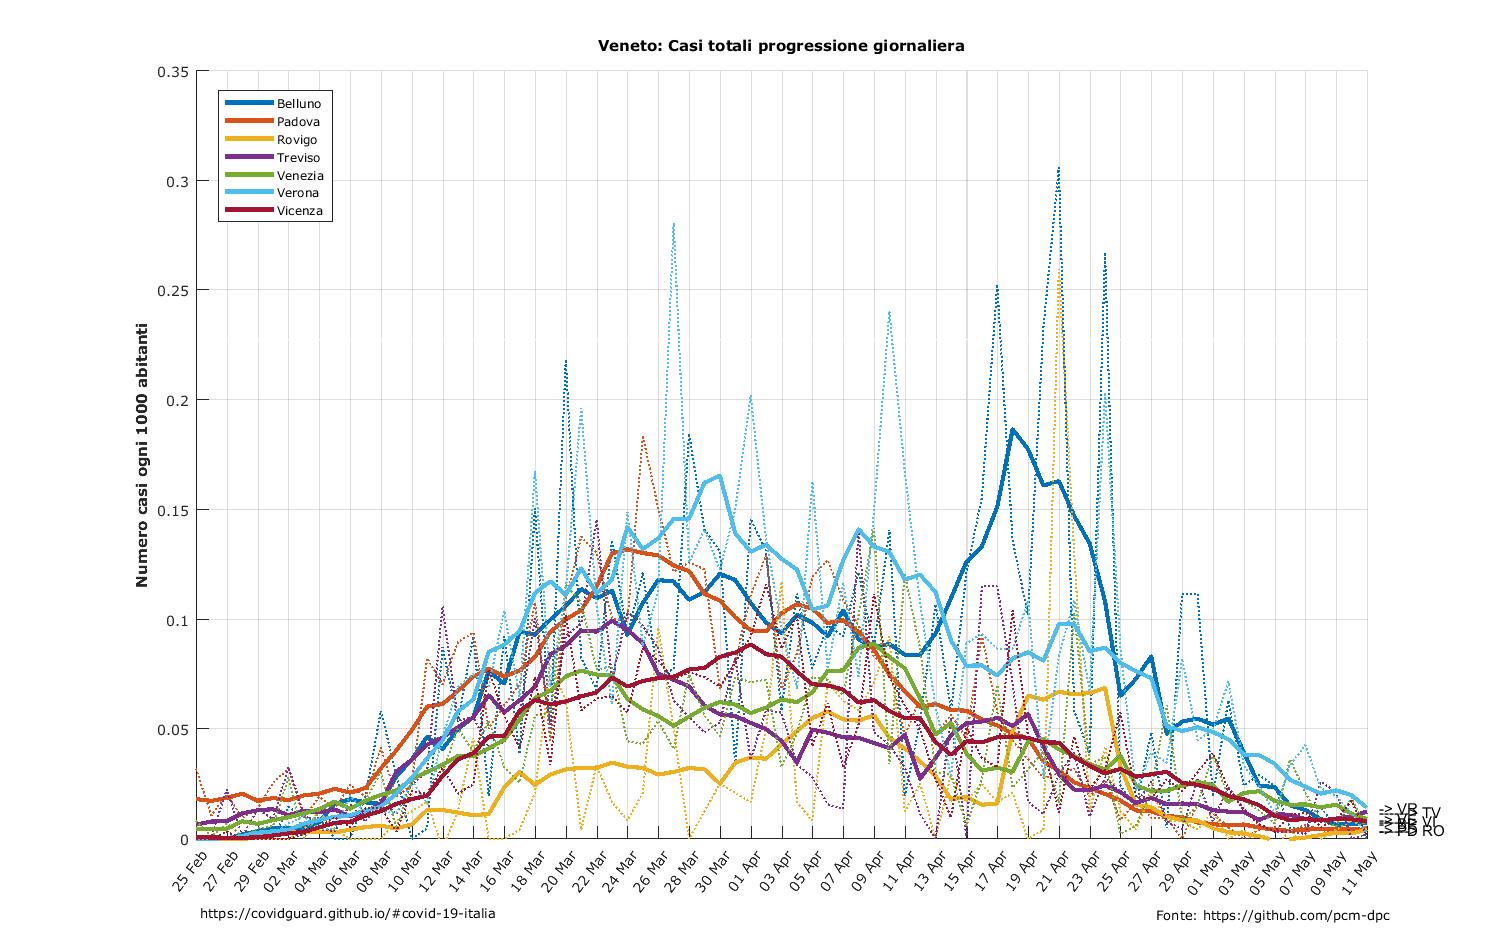 Veneto: Casi totali progressione giornaliera
Numero casi ogni 1000 abitanti
0.35
0.3
0.25
0.2
0.15
0.1
0.05
0
Belluno
Padova
Rovigo
Treviso
Venezia
Verona
Vicenza
25 Feb
27 Feb
29 Feb
02 Mar
04 Mar
06 Mar
08 Mar
10 Mar
12 Mar
14 Mar
16 Mar
18 Mar
20 Mar
22 Mar
24 Mar
26 Mar
28 Mar
30 Mar
01 Apr
03 Apr
05 Apr
07 Apr
09 Apr
11 Apr
13 Apr
15 Apr
17 Apr
19 Apr
21 Apr
23 Apr
25 Apr
27 Apr
29 Apr
01 May
03 May
05 May
07 May
09 May
11 May
-> VR
TV
PD RO
https://covidguard.github.io/#covid-19-italia
Fonte: https://github.com/pcm-dpc